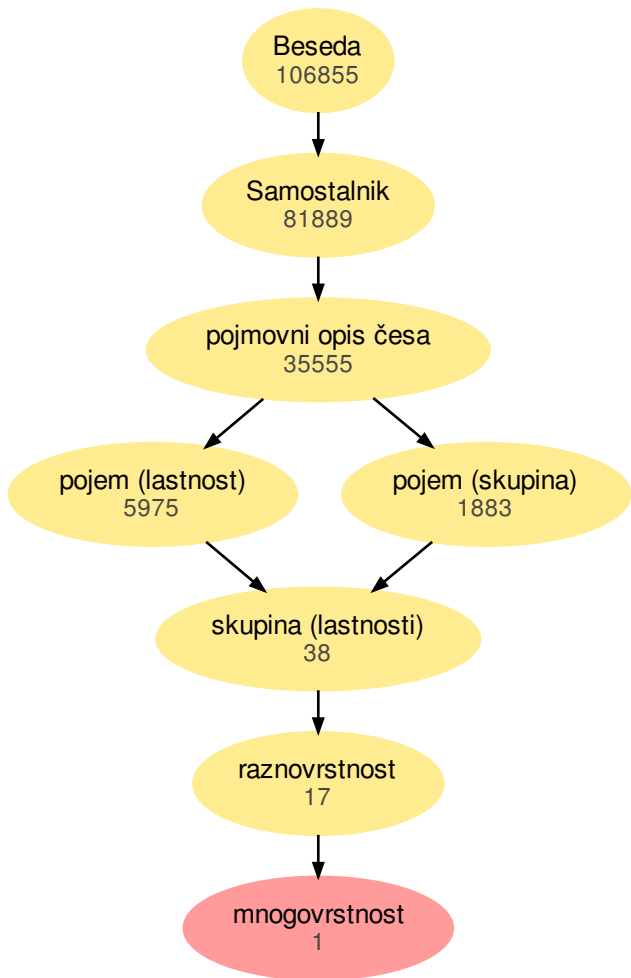 Beseda
106855
Samostalnik
81889
pojmovni opis česa
35555
pojem (lastnost)
5975
pojem (skupina)
1883
skupina (lastnosti)
38
raznovrstnost
17
mnogovrstnost
1